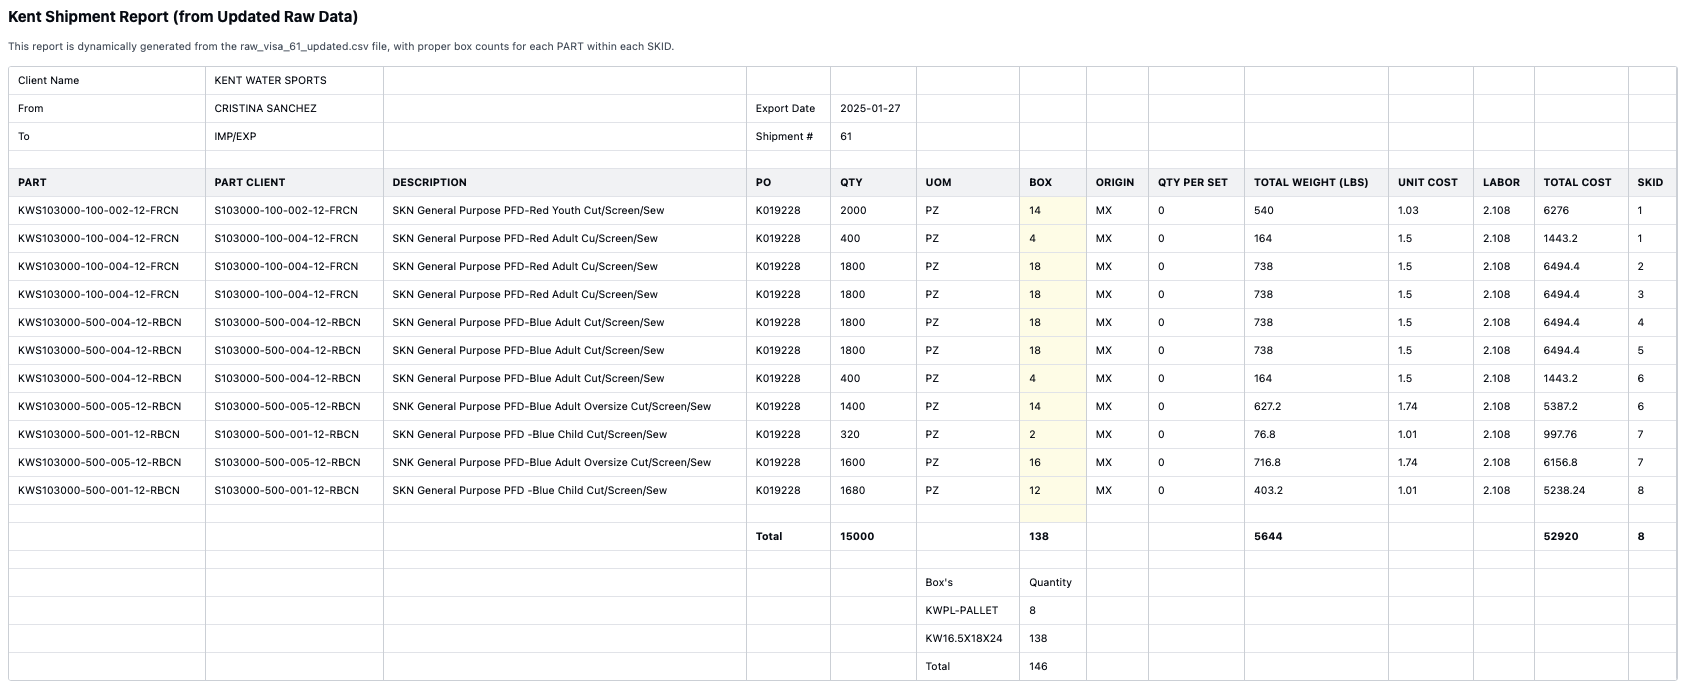 Kent Shipment Report (from Updated Raw Data)
This report is dynamically generated from the raw_visa_61_updated.csv file, with proper box counts for each PART within each SKID.
Client Name KENT WATER SPORTS
From CRISTINA SANCHEZ Export Date 2025-01-27
To IMP/EXP Shipment # 61
PART PART CLIENT DESCRIPTION PO QTY UOM BOX ORIGIN QTY PER SET TOTAL WEIGHT (LBS) UNIT COST LABOR TOTAL COST SKID
KWS103000-100-002-12-FRCN S103000-100-002-12-FRCN SKN General Purpose PFD-Red Youth Cut/Screen/Sew K019228 2000 PZ 14 MX 0 540 1.03 2.108 6276 1
KWS103000-100-004-12-FRCN S103000-100-004-12-FRCN SKN General Purpose PFD-Red Adult Cu/Screen/Sew K019228 400 PZ 4 MX 0 164 1.5 2.108 1443.2 1
KWS103000-100-004-12-FRCN S103000-100-004-12-FRCN SKN General Purpose PFD-Red Adult Cu/Screen/Sew K019228 1800 PZ 18 MX 0 738 1.5 2.108 6494.4 2
KWS103000-100-004-12-FRCN S103000-100-004-12-FRCN SKN General Purpose PFD-Red Adult Cu/Screen/Sew K019228 1800 PZ 18 MX 0 738 1.5 2.108 6494.4 3
KWS103000-500-004-12-RBCN S103000-500-004-12-RBCN SKN General Purpose PFD-Blue Adult Cut/Screen/Sew K019228 1800 PZ 18 MX 0 738 1.5 2.108 6494.4 4
KWS103000-500-004-12-RBCN S103000-500-004-12-RBCN SKN General Purpose PFD-Blue Adult Cut/Screen/Sew K019228 1800 PZ 18 MX 0 738 1.5 2.108 6494.4 5
KWS103000-500-004-12-RBCN S103000-500-004-12-RBCN SKN General Purpose PFD-Blue Adult Cut/Screen/Sew K019228 400 PZ 4 MX 0 164 1.5 2.108 1443.2 6
KWS103000-500-005-12-RBCN S103000-500-005-12-RBCN SNK General Purpose PFD-Blue Adult Oversize Cut/Screen/Sew K019228 1400 PZ 14 MX 0 627.2 1.74 2.108 5387.2 6
KWS103000-500-001-12-RBCN S103000-500-001-12-RBCN SKN General Purpose PFD -Blue Child Cut/Screen/Sew K019228 320 PZ 2 MX 0 76.8 1.01 2.108 997.76 7
KWS103000-500-005-12-RBCN S103000-500-005-12-RBCN SNK General Purpose PFD-Blue Adult Oversize Cut/Screen/Sew K019228 1600 PZ 16 MX 0 716.8 1.74 2.108 6156.8 7
KWS103000-500-001-12-RBCN S103000-500-001-12-RBCN SKN General Purpose PFD -Blue Child Cut/Screen/Sew K019228 1680 PZ 12 MX 0 403.2 1.01 2.108 5238.24 8
Total 15000 138 5644 52920 8
Box's Quantity
KWPL-PALLET 8
KW16.5X18X24 138
Total 146